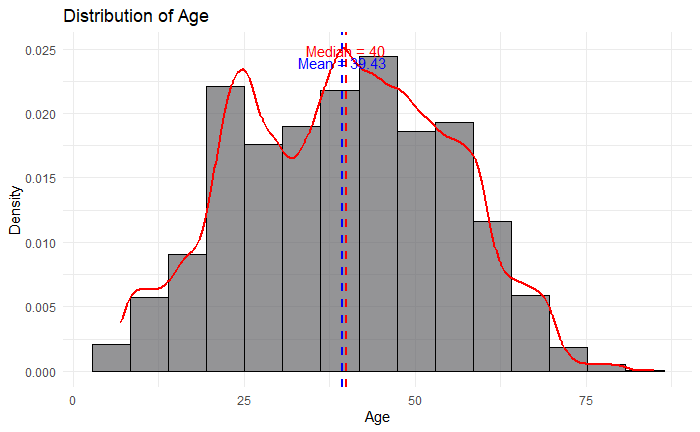 Distribution of Age
Median = 40
Mean = 39.43
0.025
0.020
0.015
0.010
0.005
0.000
Density
0
25
50
75
Age